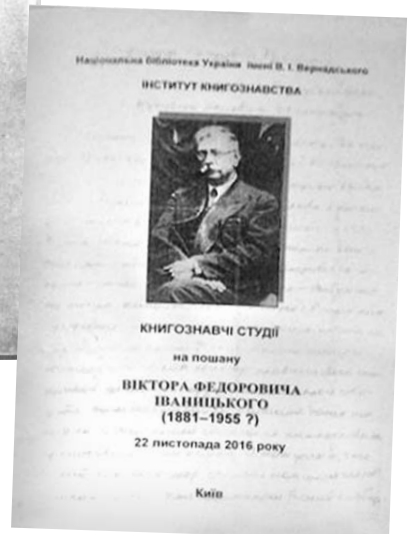 Національна бібліотека України імені В. І. Вернадського
ІНСТИТУТ КНИГОЗНАВСТВА
КНИГОЗНАВЧІ СТУДІЇ
на пошану
ВІКТОРА ФЕДОРОВИЧА
ІВАНИЦЬКОГО
(1881–1955 ?)
22 листопада 2016 року
Київ